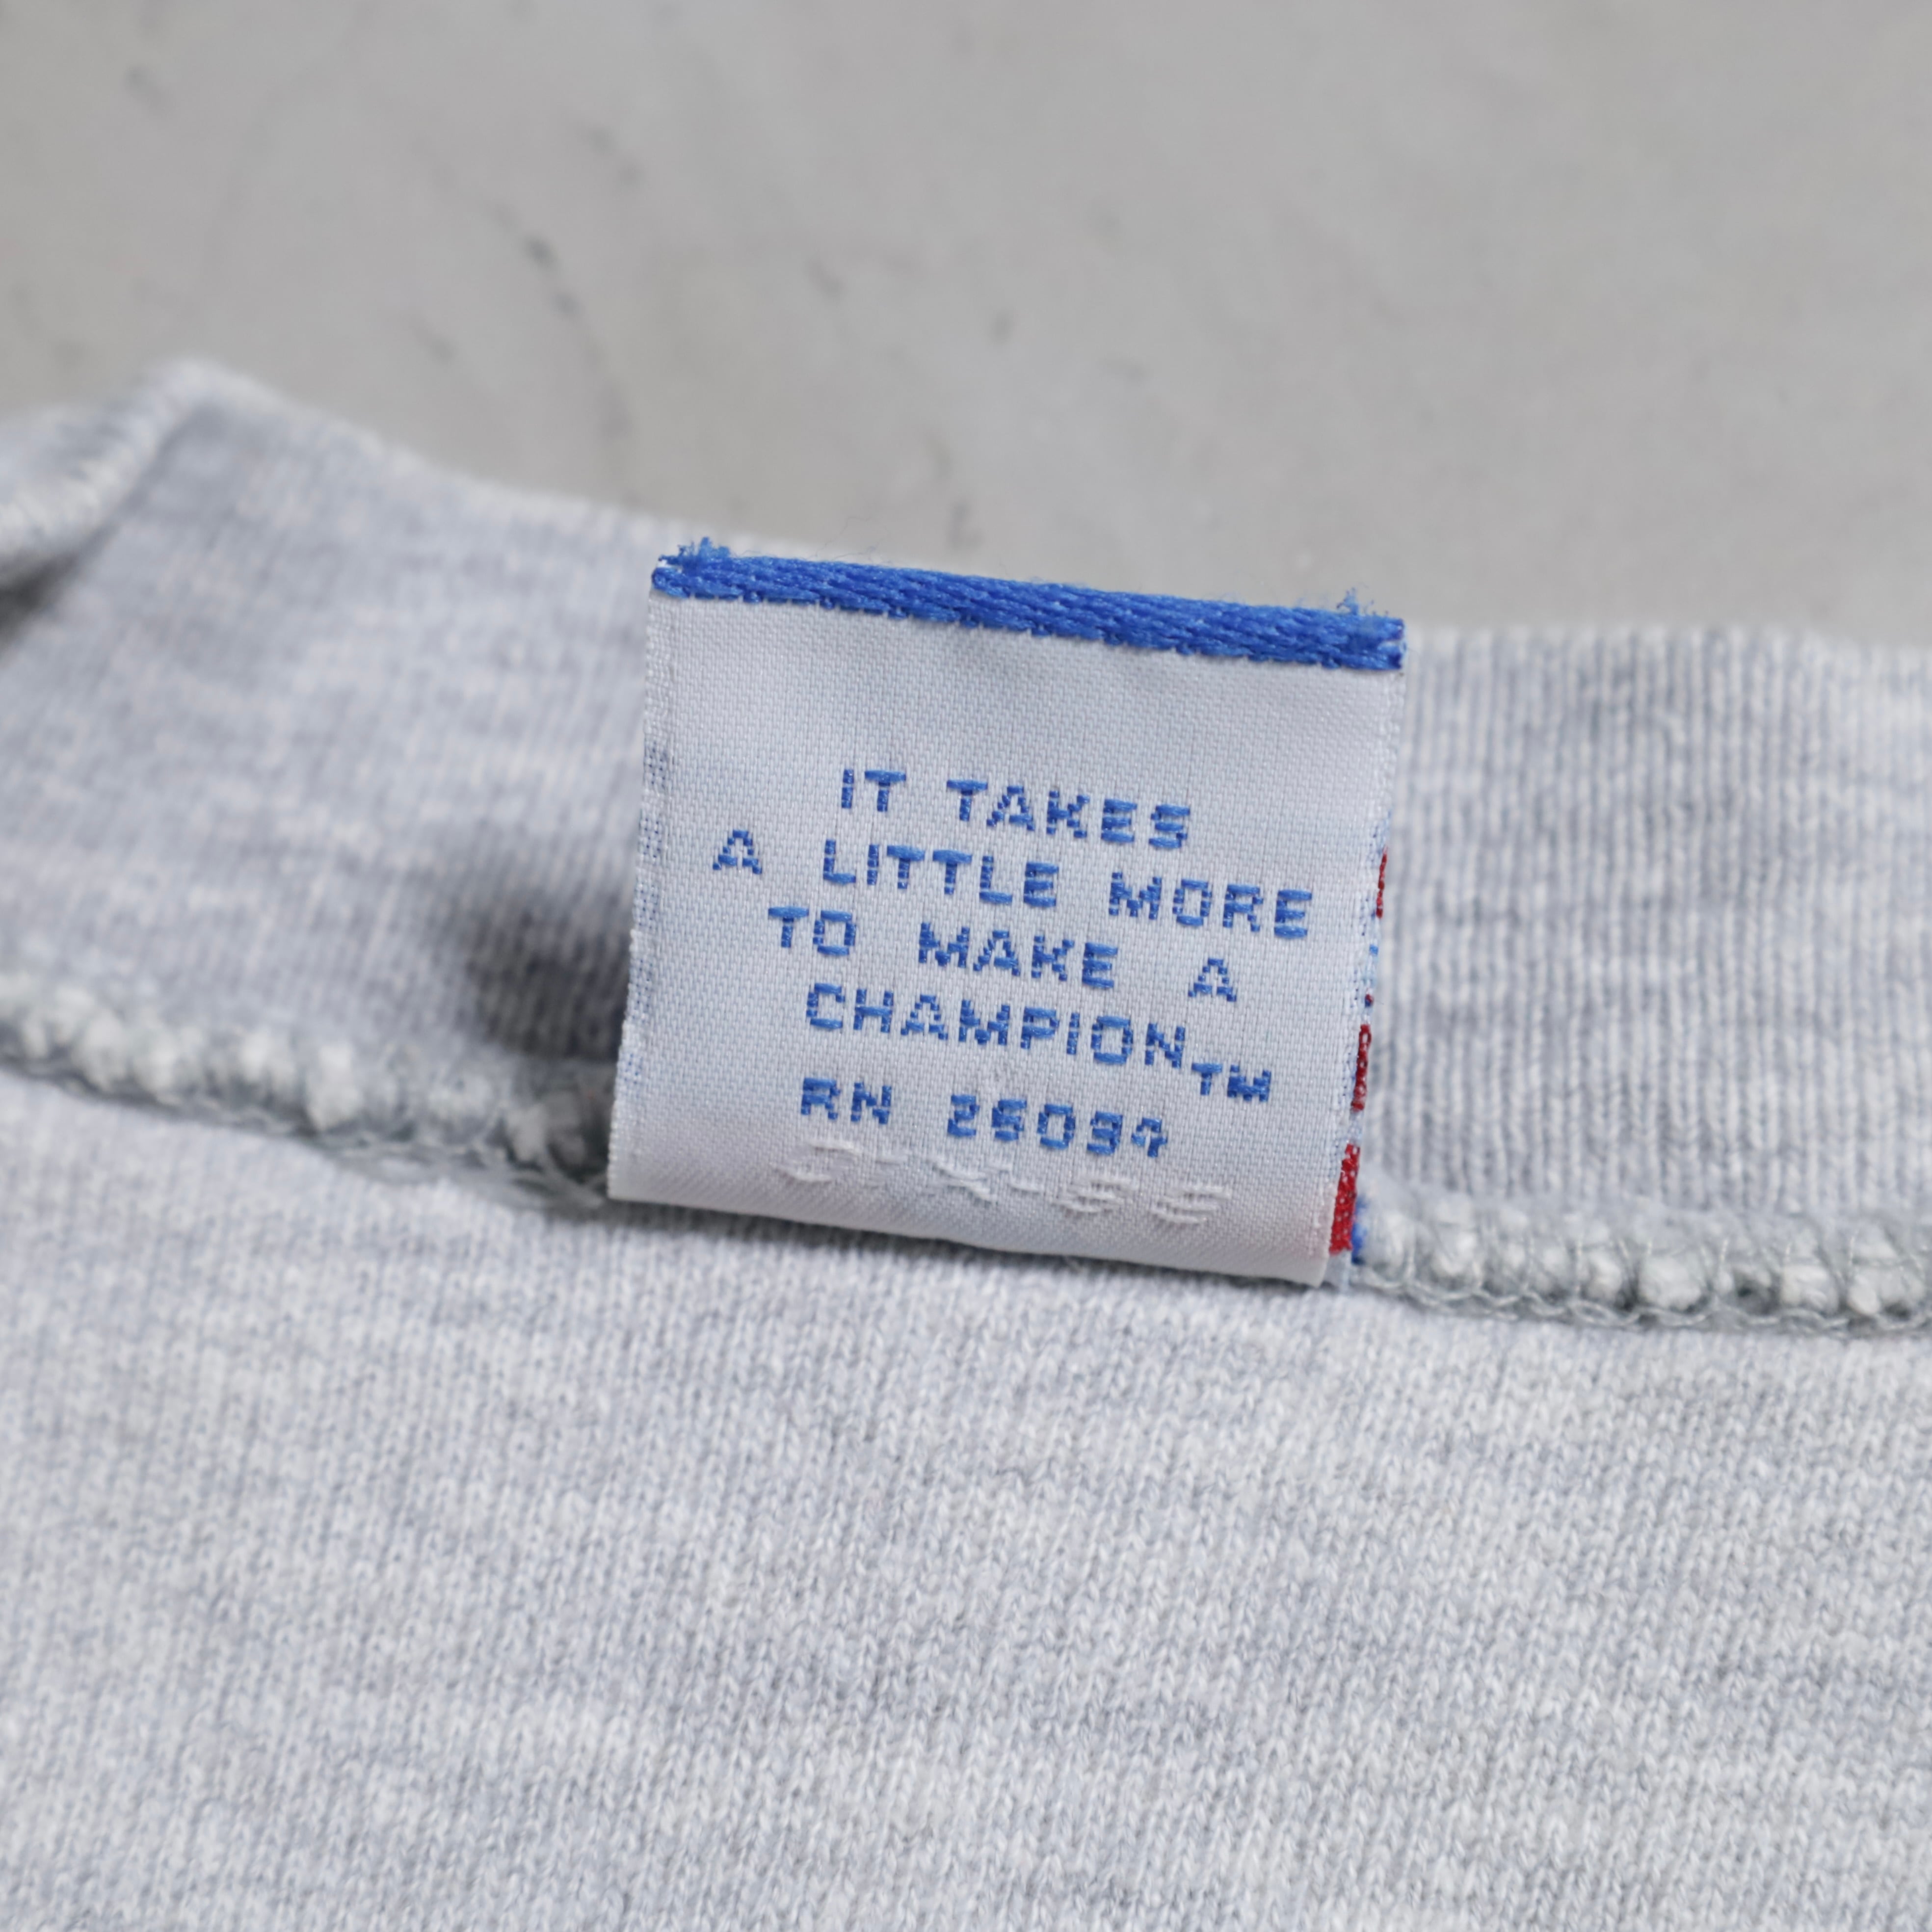 IT TAKES
A LITTLE MORE
TO MAKE A
CHAMPION™
RN 26094